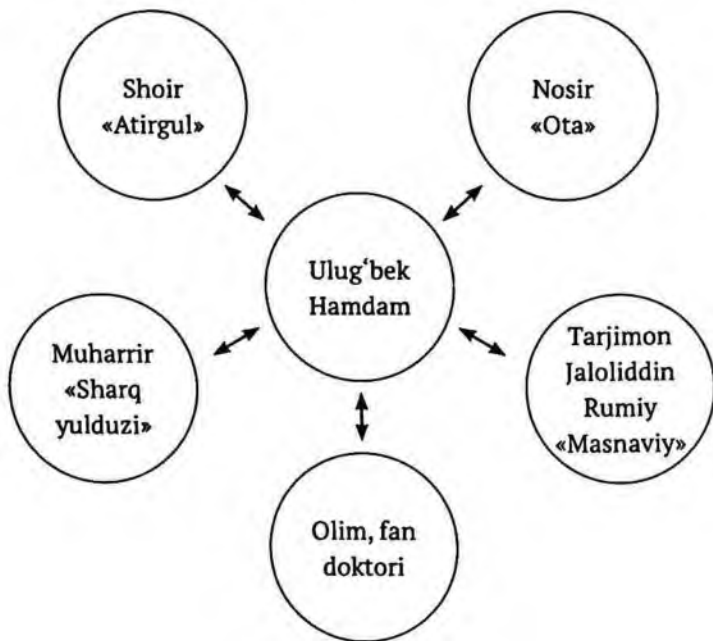 Shoir
«Atirgul»
Nosir
«Ota»
Ulug‘bek
Hamdam
Muharrir
«Sharq
yulduzi»
Tarjimon
Jaloliddin
Rumiy
«Masnaviy»
Olim, fan
doktori